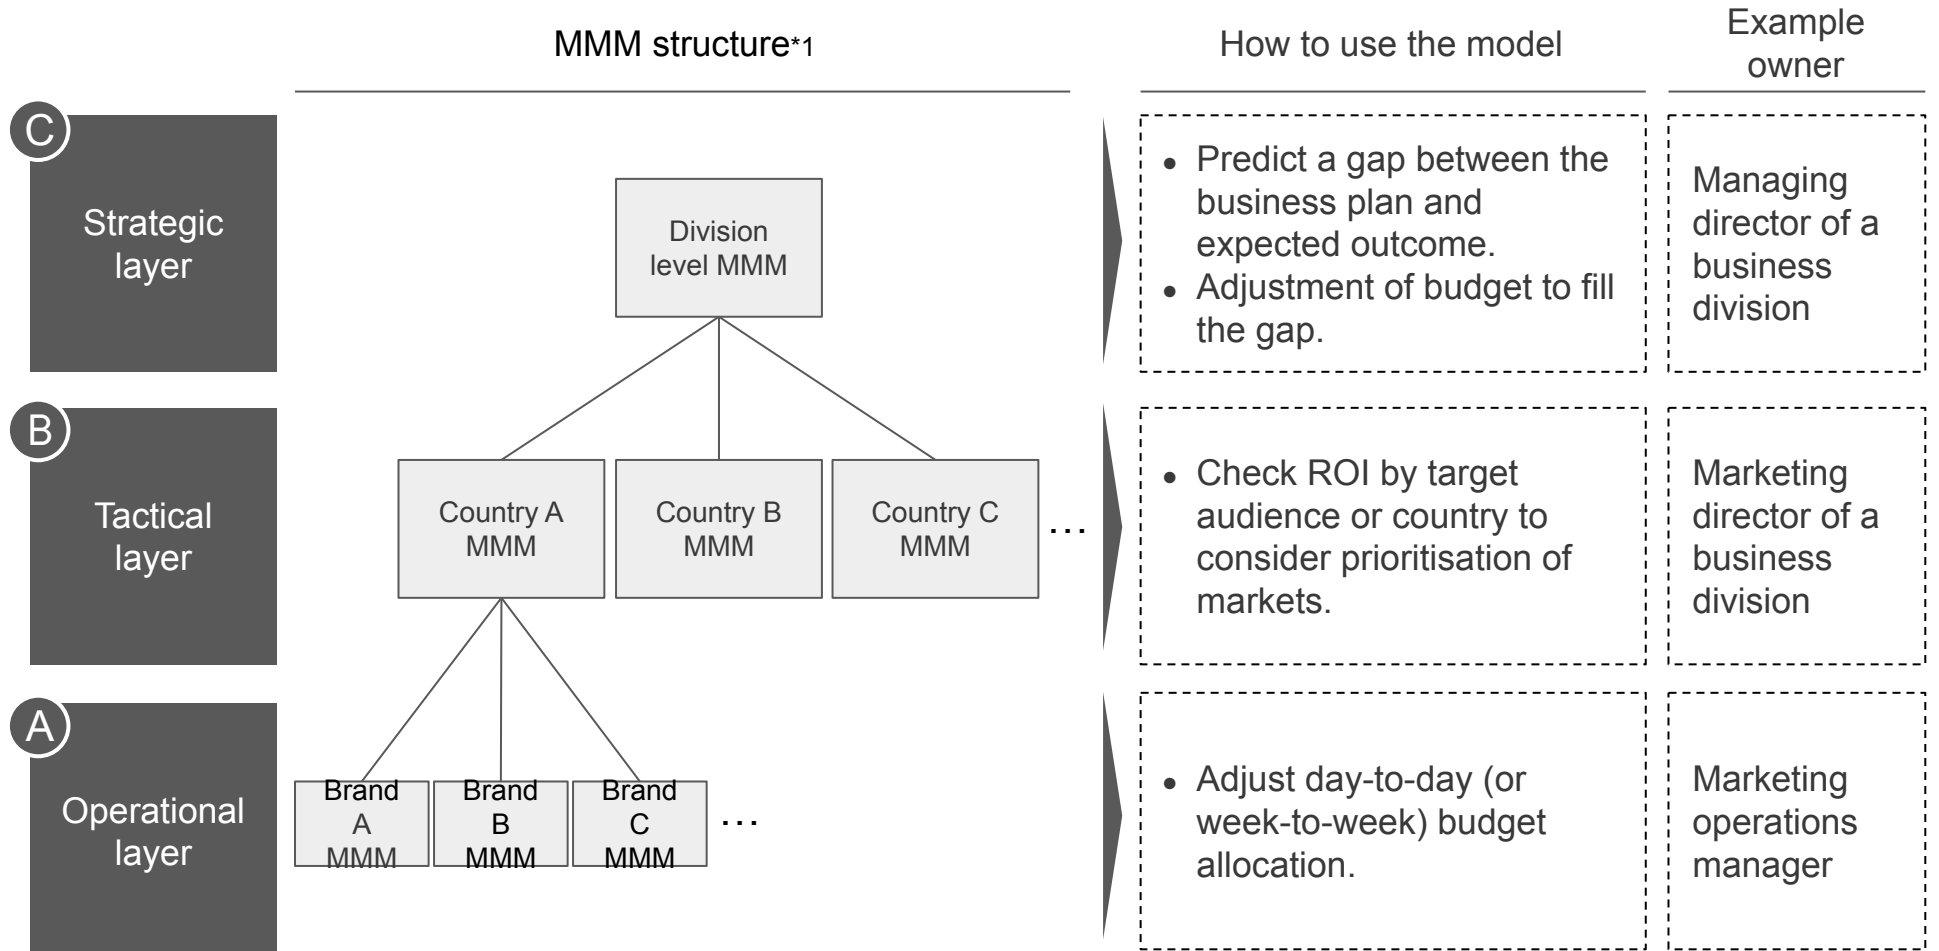 MMM structure*1
How to use the model
Example
owner
C
Strategic
layer
Division
level MMM
● Predict a gap between the
business plan and
expected outcome.
● Adjustment of budget to fill
the gap.
Managing
director of a
business
division
B
Tactical
layer
Country A
MMM
Country B
MMM
Country C
MMM
...
● Check ROI by target
audience or country to
consider prioritisation of
markets.
Marketing
director of a
business
division
A
Operational
layer
Brand
A
MMM
Brand
B
MMM
Brand
C
MMM
...
● Adjust day-to-day (or
week-to-week) budget
allocation.
Marketing
operations
manager